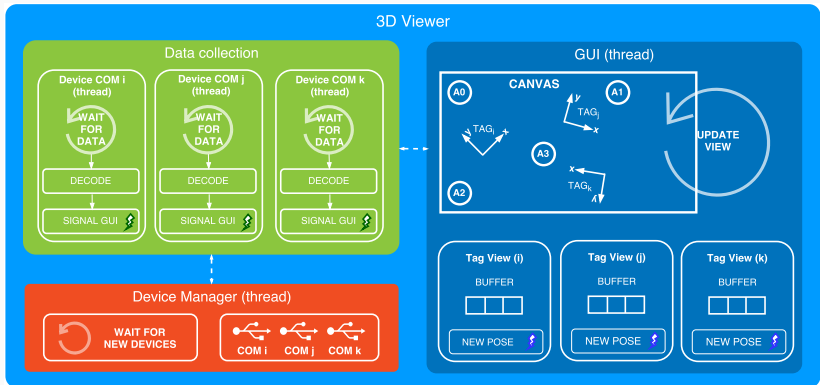 3D Viewer
Data collection
Device COM i
(thread)
WAIT
FOR
DATA
DECODE
SIGNAL GUI
Device COM j
(thread)
WAIT
FOR
DATA
DECODE
SIGNAL GUI
Device COM k
(thread)
WAIT
FOR
DATA
DECODE
SIGNAL GUI
Device Manager (thread)
WAIT FOR
NEW DEVICES
COM i
COM j
COM k
GUI (thread)
CANVAS
A0
A1
y
TAGj
x
y
TAGi
x
A3
x
TAGk
y
A2
UPDATE
VIEW
Tag View (i)
BUFFER
NEW POSE
Tag View (j)
BUFFER
NEW POSE
Tag View (k)
BUFFER
NEW POSE